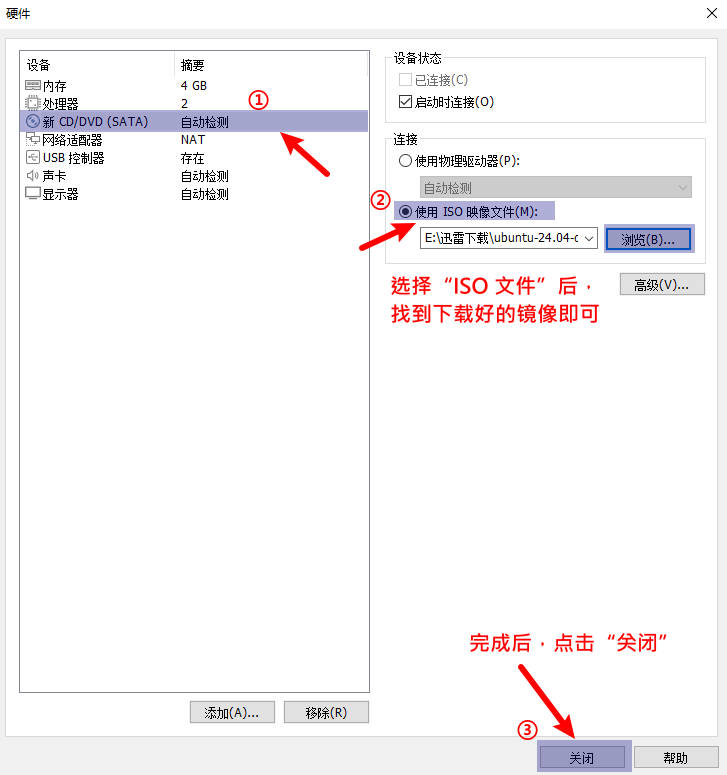 硬件
设备 摘要
内存 4 GB
处理器 2
①
新 CD/DVD (SATA) 自动检测
网络适配器 NAT
USB 控制器 存在
声卡 自动检测
显示器 自动检测
设备状态
已连接(C)
启动时连接(O)
连接
使用物理驱动器(P):
自动检测
②
使用 ISO 映像文件(M):
E:\迅雷下载\ubuntu-24.04-c
浏览(B)...
高级(V)...
选择“ISO 文件”后，
找到下载好的镜像即可
完成后，点击“关闭”
添加(A)...
移除(R)
③
关闭
帮助